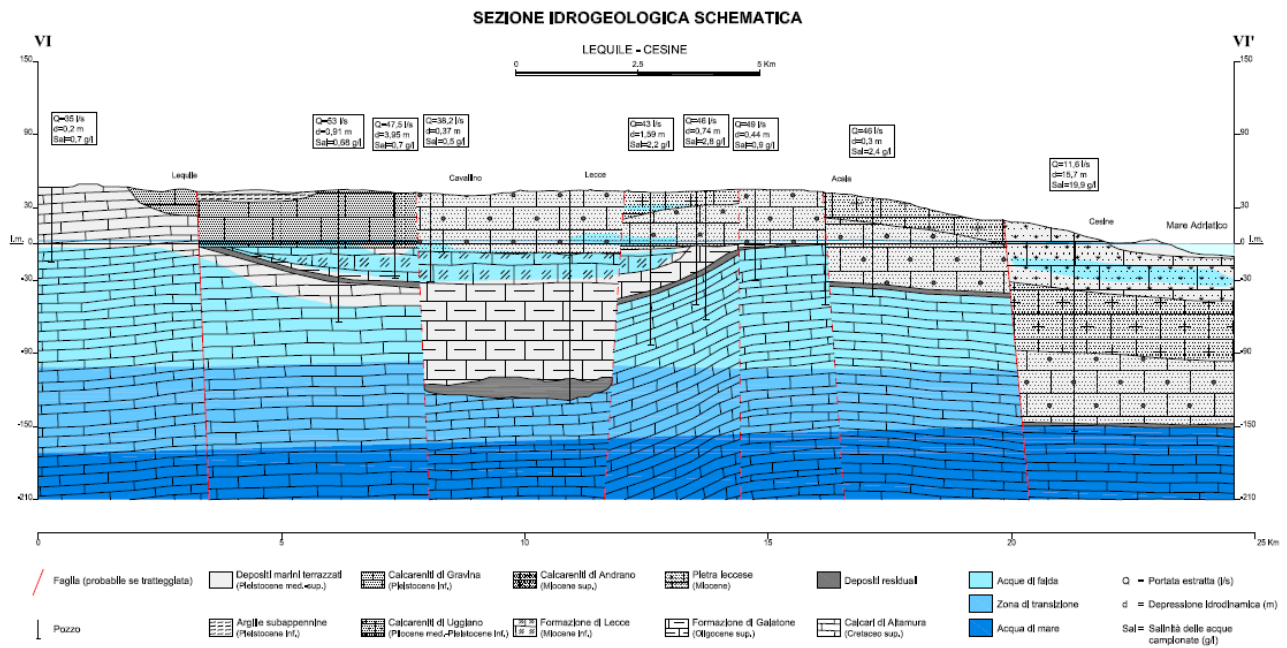 SEZIONE IDROGEOLOGICA SCHEMATICA
VI
VI'
LEQUILE - CESINE
0 2.5 5 Km
150
150
Q=35 l/s
d=0,2 m
Sal=0,7 g/l
Q=53 l/s
d=0,91 m
Sal=0,68 g/l
Q=47,5 l/s
d=3,95 m
Sal=0,7 g/l
Q=38,2 l/s
d=0,37 m
Sal=0,5 g/l
Q=43 l/s
d=1,59 m
Sal=2,2 g/l
Q=46 l/s
d=0,74 m
Sal=2,8 g/l
Q=49 l/s
d=0,44 m
Sal=0,9 g/l
Q=46 l/s
d=0,3 m
Sal=2,4 g/l
Q=11,6 l/s
d=15,7 m
Sal=19,9 g/l
90
90
Lequile
Cavallino
Lecce
Acaia
Cesine
Mare Adriatico
30
30
l.m. 0
0 l.m.
-30
-30
-90
-90
-150
-150
-210
-210
0 5 10 15 20 25 Km
Faglia (probabile se tratteggiata)
Pozzo
Depositi marini terrazzati
(Pleistocene med.-sup.)
Argille subappennine
(Pleistocene inf.)
Calcareniti di Gravina
(Pleistocene inf.)
Calcareniti di Uggiano
(Pliocene med.-Pleistocene inf.)
Calcareniti di Andrano
(Miocene sup.)
Formazione di Lecce
(Miocene inf.)
Pietra leccese
(Miocene)
Formazione di Galatone
(Oligocene sup.)
Depositi residuali
Calcari di Altamura
(Cretaceo sup.)
Acque di falda
Zona di transizione
Acqua di mare
Q - Portata estratta (l/s)
d - Depressione idrodinamica (m)
Sal= Salinità delle acque
campionate (g/l)